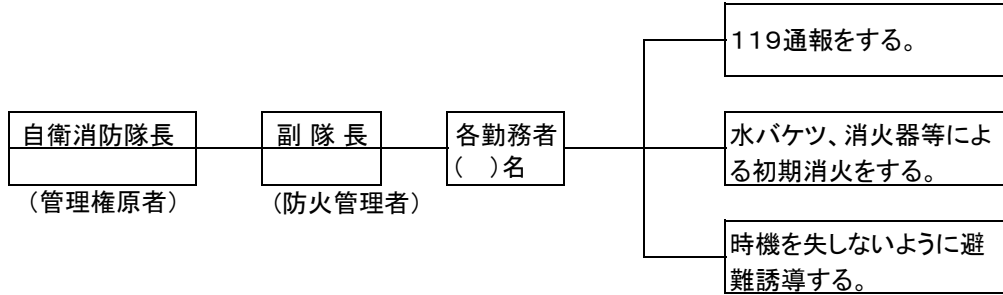 119通報をする。
自衛消防隊長
(管理権原者)
副 隊 長
(防火管理者)
各勤務者
(　)名
水バケツ、消火器等によ
る初期消火をする。
時機を失しないように避
難誘導する。